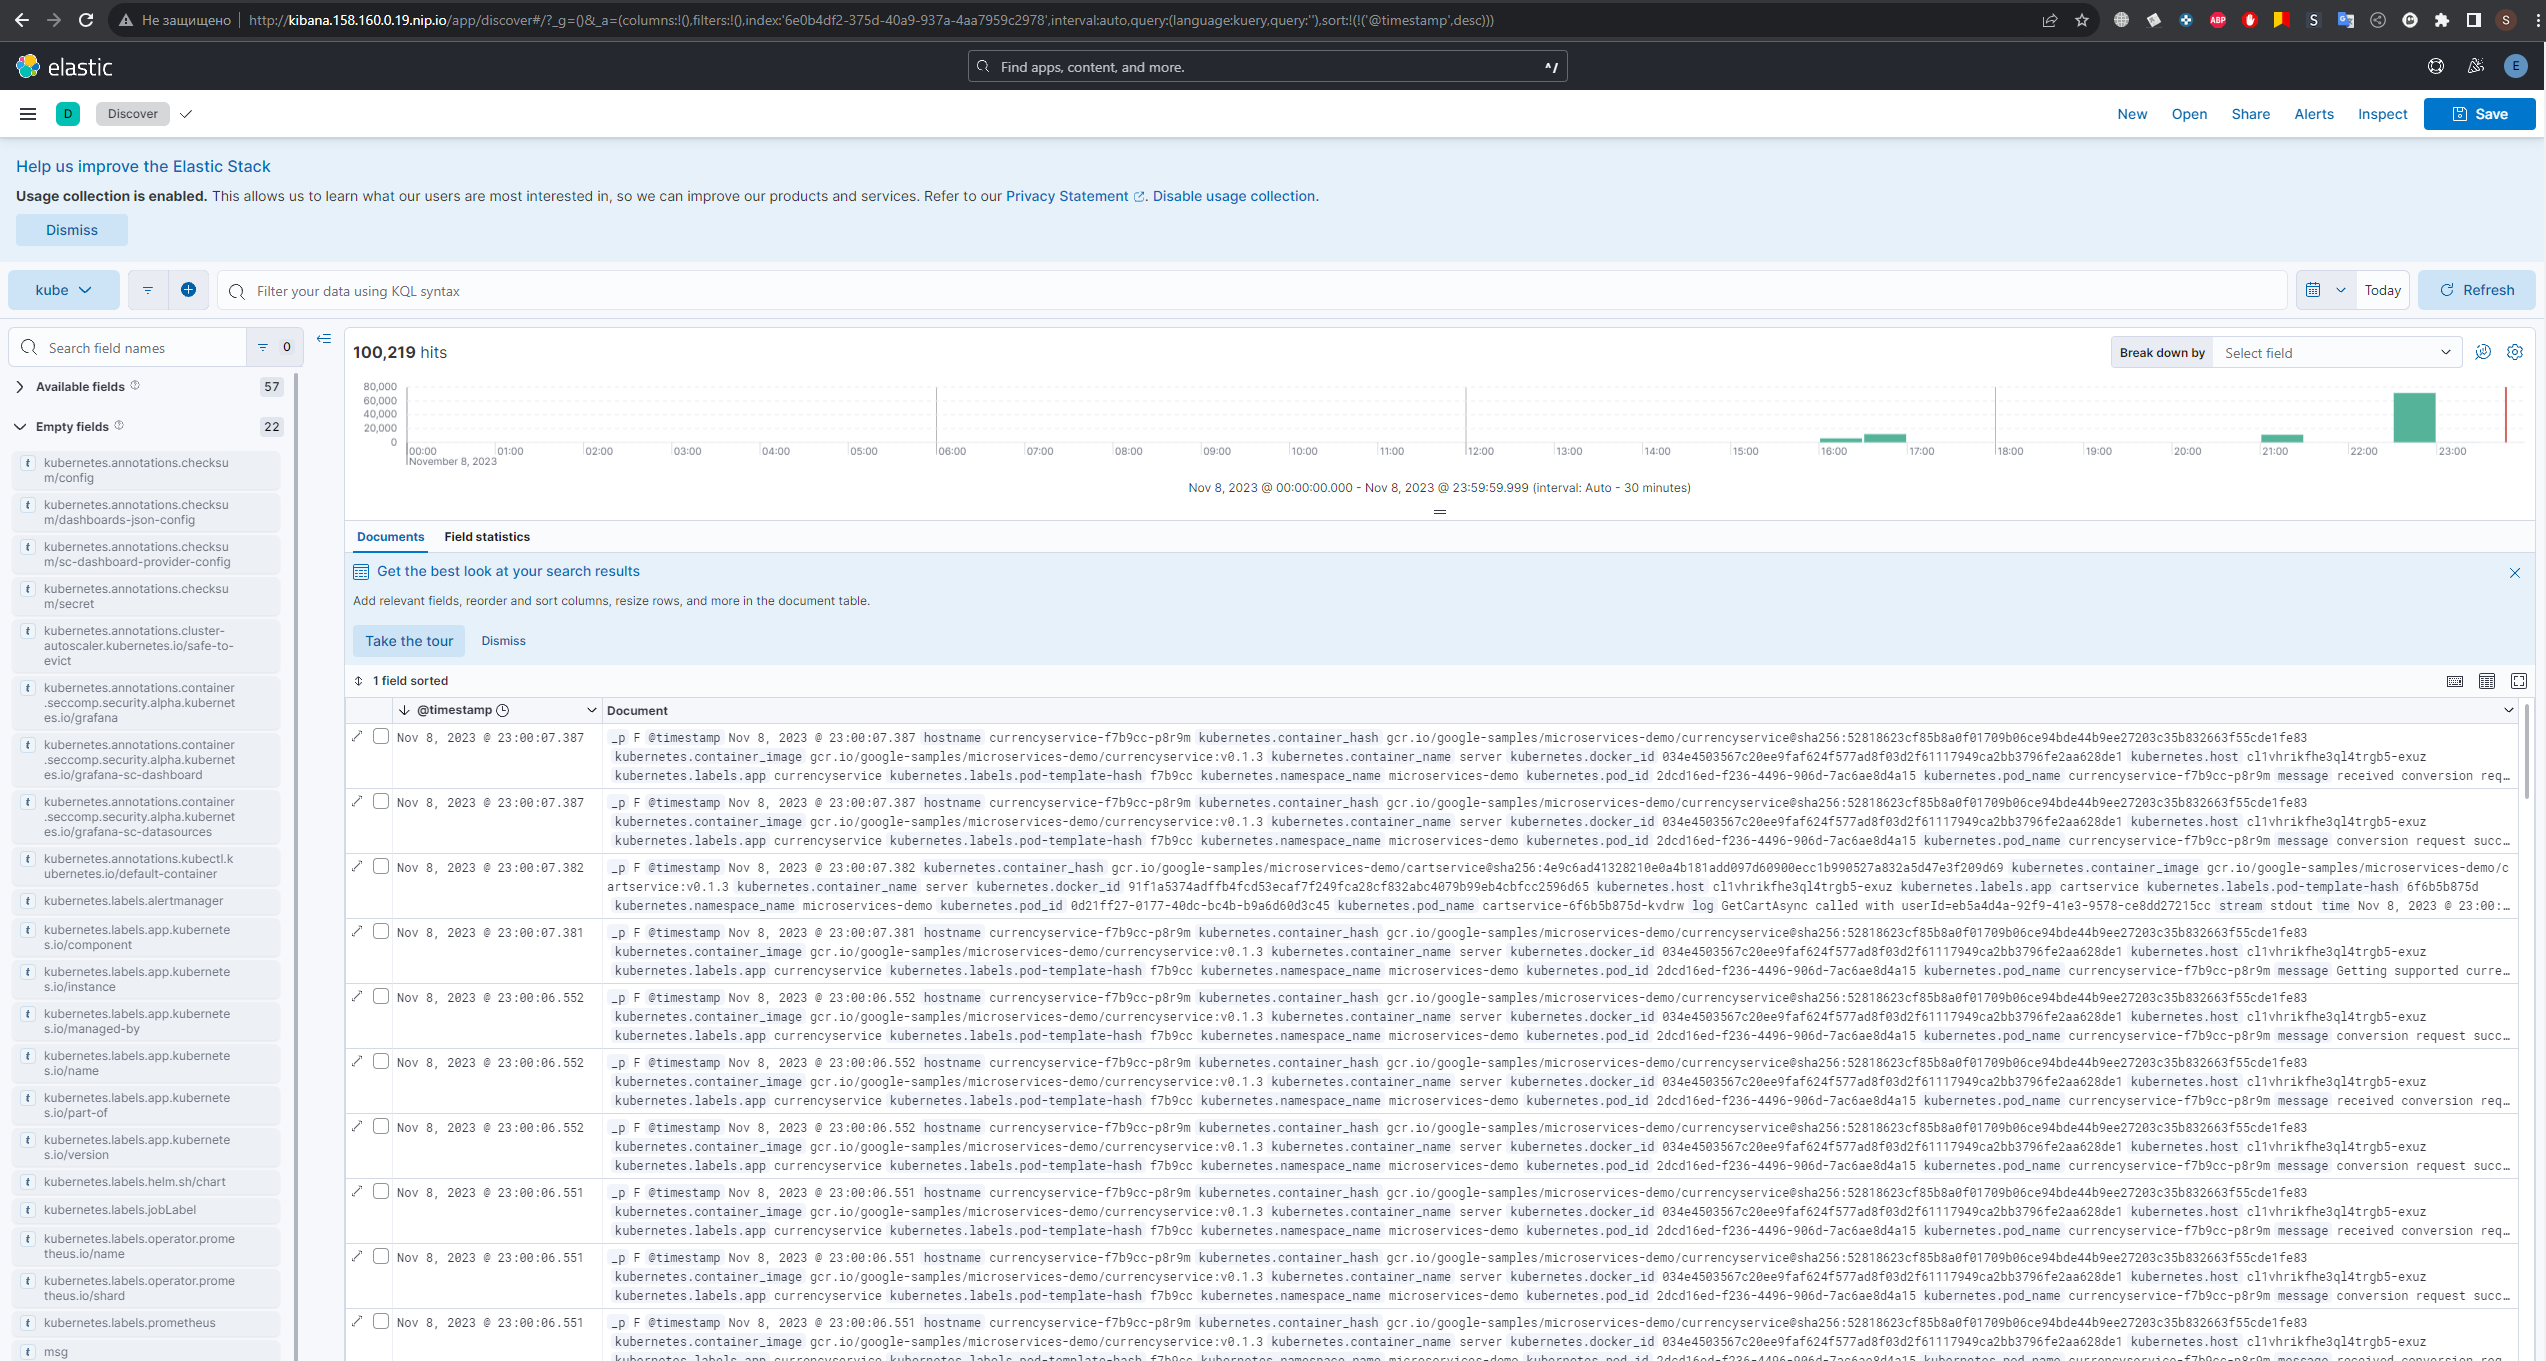 Не защищено http://kibana.158.160.0.19.nip.io/app/discover#/?_g=()&_a=(columns:!(),filters:!(),index:'6e0b4df2-375d-40a9-937a-4aa7959c2978',interval:auto,query:(language:kuery,query:''),sort:!(!('@timestamp',desc)))
elastic
Find apps, content, and more.
^/
E
D Discover
New Open Share Alerts Inspect Save
Help us improve the Elastic Stack
Usage collection is enabled. This allows us to learn what our users are most interested in, so we can improve our products and services. Refer to our Privacy Statement. Disable usage collection.
Dismiss
kube
Filter your data using KQL syntax
Today
Refresh
Search field names
0
Available fields 57
Empty fields 22
kubernetes.annotations.checksu
m/config
kubernetes.annotations.checksu
m/dashboards-json-config
kubernetes.annotations.checksu
m/sc-dashboard-provider-config
kubernetes.annotations.checksu
m/secret
kubernetes.annotations.cluster-
autoscaler.kubernetes.io/safe-to-
evict
kubernetes.annotations.container
.seccomp.security.alpha.kubernet
es.io/grafana
kubernetes.annotations.container
.seccomp.security.alpha.kubernet
es.io/grafana-sc-dashboard
kubernetes.annotations.container
.seccomp.security.alpha.kubernet
es.io/grafana-sc-datasources
kubernetes.annotations.kubectl.k
ubernetes.io/default-container
kubernetes.labels.alertmanager
kubernetes.labels.app.kubernete
s.io/component
kubernetes.labels.app.kubernete
s.io/instance
kubernetes.labels.app.kubernete
s.io/managed-by
kubernetes.labels.app.kubernete
s.io/name
kubernetes.labels.app.kubernete
s.io/part-of
kubernetes.labels.app.kubernete
s.io/version
kubernetes.labels.helm.sh/chart
kubernetes.labels.jobLabel
kubernetes.labels.operator.prome
theus.io/name
kubernetes.labels.operator.prome
theus.io/shard
kubernetes.labels.prometheus
msg
100,219 hits
Break down by Select field
80,000
60,000
40,000
20,000
0
00:00 01:00 02:00 03:00 04:00 05:00 06:00 07:00 08:00 09:00 10:00 11:00 12:00 13:00 14:00 15:00 16:00 17:00 18:00 19:00 20:00 21:00 22:00 23:00
November 8, 2023
Nov 8, 2023 @ 00:00:00.000 - Nov 8, 2023 @ 23:59:59.999 (interval: Auto - 30 minutes)
Documents Field statistics
Get the best look at your search results
Add relevant fields, reorder and sort columns, resize rows, and more in the document table.
Take the tour Dismiss
1 field sorted
@timestamp Document
Nov 8, 2023 @ 23:00:07.387 _p F @timestamp Nov 8, 2023 @ 23:00:07.387 hostname currencyservice-f7b9cc-p8r9m kubernetes.container_hash gcr.io/google-samples/microservices-demo/currencyservice@sha256:52818623cf85b8a0f01709b06ce94bde44b9ee27203c35b832663f55cde1fe83
kubernetes.container_image gcr.io/google-samples/microservices-demo/currencyservice:v0.1.3 kubernetes.container_name server kubernetes.docker_id 034e4503567c20ee9faf624f577ad8f03d2f61117949ca2bb3796fe2aa628de1 kubernetes.host cl1vhrikfhe3ql4trgb5-exuz
kubernetes.labels.app currencyservice kubernetes.labels.pod-template-hash f7b9cc kubernetes.namespace_name microservices-demo kubernetes.pod_id 2dcd16ed-f236-4496-906d-7ac6ae8d4a15 kubernetes.pod_name currencyservice-f7b9cc-p8r9m message received conversion req…
Nov 8, 2023 @ 23:00:07.387 _p F @timestamp Nov 8, 2023 @ 23:00:07.387 hostname currencyservice-f7b9cc-p8r9m kubernetes.container_hash gcr.io/google-samples/microservices-demo/currencyservice@sha256:52818623cf85b8a0f01709b06ce94bde44b9ee27203c35b832663f55cde1fe83
kubernetes.container_image gcr.io/google-samples/microservices-demo/currencyservice:v0.1.3 kubernetes.container_name server kubernetes.docker_id 034e4503567c20ee9faf624f577ad8f03d2f61117949ca2bb3796fe2aa628de1 kubernetes.host cl1vhrikfhe3ql4trgb5-exuz
kubernetes.labels.app currencyservice kubernetes.labels.pod-template-hash f7b9cc kubernetes.namespace_name microservices-demo kubernetes.pod_id 2dcd16ed-f236-4496-906d-7ac6ae8d4a15 kubernetes.pod_name currencyservice-f7b9cc-p8r9m message conversion request succ…
Nov 8, 2023 @ 23:00:07.382 _p F @timestamp Nov 8, 2023 @ 23:00:07.382 kubernetes.container_hash gcr.io/google-samples/microservices-demo/cartservice@sha256:4e9c6ad41328210e0a4b181add097d60900ecc1b990527a832a5d47e3f209d69 kubernetes.container_image gcr.io/google-samples/microservices-demo/c
artservice:v0.1.3 kubernetes.container_name server kubernetes.docker_id 91f1a5374adffb4fcd53ecaf7f249fca28cf832abc4079b99eb4cbfcc2596d65 kubernetes.host cl1vhrikfhe3ql4trgb5-exuz kubernetes.labels.app cartservice kubernetes.labels.pod-template-hash 6f6b5b875d
kubernetes.namespace_name microservices-demo kubernetes.pod_id 0d21ff27-0177-40dc-bc4b-b9a6d60d3c45 kubernetes.pod_name cartservice-6f6b5b875d-kvdrw log GetCartAsync called with userId=eb5a4d4a-92f9-41e3-9578-ce8dd27215cc stream stdout time Nov 8, 2023 @ 23:00:…
Nov 8, 2023 @ 23:00:07.381 _p F @timestamp Nov 8, 2023 @ 23:00:07.381 hostname currencyservice-f7b9cc-p8r9m kubernetes.container_hash gcr.io/google-samples/microservices-demo/currencyservice@sha256:52818623cf85b8a0f01709b06ce94bde44b9ee27203c35b832663f55cde1fe83
kubernetes.container_image gcr.io/google-samples/microservices-demo/currencyservice:v0.1.3 kubernetes.container_name server kubernetes.docker_id 034e4503567c20ee9faf624f577ad8f03d2f61117949ca2bb3796fe2aa628de1 kubernetes.host cl1vhrikfhe3ql4trgb5-exuz
kubernetes.labels.app currencyservice kubernetes.labels.pod-template-hash f7b9cc kubernetes.namespace_name microservices-demo kubernetes.pod_id 2dcd16ed-f236-4496-906d-7ac6ae8d4a15 kubernetes.pod_name currencyservice-f7b9cc-p8r9m message Getting supported curre…
Nov 8, 2023 @ 23:00:06.552 _p F @timestamp Nov 8, 2023 @ 23:00:06.552 hostname currencyservice-f7b9cc-p8r9m kubernetes.container_hash gcr.io/google-samples/microservices-demo/currencyservice@sha256:52818623cf85b8a0f01709b06ce94bde44b9ee27203c35b832663f55cde1fe83
kubernetes.container_image gcr.io/google-samples/microservices-demo/currencyservice:v0.1.3 kubernetes.container_name server kubernetes.docker_id 034e4503567c20ee9faf624f577ad8f03d2f61117949ca2bb3796fe2aa628de1 kubernetes.host cl1vhrikfhe3ql4trgb5-exuz
kubernetes.labels.app currencyservice kubernetes.labels.pod-template-hash f7b9cc kubernetes.namespace_name microservices-demo kubernetes.pod_id 2dcd16ed-f236-4496-906d-7ac6ae8d4a15 kubernetes.pod_name currencyservice-f7b9cc-p8r9m message conversion request succ…
Nov 8, 2023 @ 23:00:06.552 _p F @timestamp Nov 8, 2023 @ 23:00:06.552 hostname currencyservice-f7b9cc-p8r9m kubernetes.container_hash gcr.io/google-samples/microservices-demo/currencyservice@sha256:52818623cf85b8a0f01709b06ce94bde44b9ee27203c35b832663f55cde1fe83
kubernetes.container_image gcr.io/google-samples/microservices-demo/currencyservice:v0.1.3 kubernetes.container_name server kubernetes.docker_id 034e4503567c20ee9faf624f577ad8f03d2f61117949ca2bb3796fe2aa628de1 kubernetes.host cl1vhrikfhe3ql4trgb5-exuz
kubernetes.labels.app currencyservice kubernetes.labels.pod-template-hash f7b9cc kubernetes.namespace_name microservices-demo kubernetes.pod_id 2dcd16ed-f236-4496-906d-7ac6ae8d4a15 kubernetes.pod_name currencyservice-f7b9cc-p8r9m message received conversion req…
Nov 8, 2023 @ 23:00:06.552 _p F @timestamp Nov 8, 2023 @ 23:00:06.552 hostname currencyservice-f7b9cc-p8r9m kubernetes.container_hash gcr.io/google-samples/microservices-demo/currencyservice@sha256:52818623cf85b8a0f01709b06ce94bde44b9ee27203c35b832663f55cde1fe83
kubernetes.container_image gcr.io/google-samples/microservices-demo/currencyservice:v0.1.3 kubernetes.container_name server kubernetes.docker_id 034e4503567c20ee9faf624f577ad8f03d2f61117949ca2bb3796fe2aa628de1 kubernetes.host cl1vhrikfhe3ql4trgb5-exuz
kubernetes.labels.app currencyservice kubernetes.labels.pod-template-hash f7b9cc kubernetes.namespace_name microservices-demo kubernetes.pod_id 2dcd16ed-f236-4496-906d-7ac6ae8d4a15 kubernetes.pod_name currencyservice-f7b9cc-p8r9m message conversion request succ…
Nov 8, 2023 @ 23:00:06.551 _p F @timestamp Nov 8, 2023 @ 23:00:06.551 hostname currencyservice-f7b9cc-p8r9m kubernetes.container_hash gcr.io/google-samples/microservices-demo/currencyservice@sha256:52818623cf85b8a0f01709b06ce94bde44b9ee27203c35b832663f55cde1fe83
kubernetes.container_image gcr.io/google-samples/microservices-demo/currencyservice:v0.1.3 kubernetes.container_name server kubernetes.docker_id 034e4503567c20ee9faf624f577ad8f03d2f61117949ca2bb3796fe2aa628de1 kubernetes.host cl1vhrikfhe3ql4trgb5-exuz
kubernetes.labels.app currencyservice kubernetes.labels.pod-template-hash f7b9cc kubernetes.namespace_name microservices-demo kubernetes.pod_id 2dcd16ed-f236-4496-906d-7ac6ae8d4a15 kubernetes.pod_name currencyservice-f7b9cc-p8r9m message received conversion req…
Nov 8, 2023 @ 23:00:06.551 _p F @timestamp Nov 8, 2023 @ 23:00:06.551 hostname currencyservice-f7b9cc-p8r9m kubernetes.container_hash gcr.io/google-samples/microservices-demo/currencyservice@sha256:52818623cf85b8a0f01709b06ce94bde44b9ee27203c35b832663f55cde1fe83
kubernetes.container_image gcr.io/google-samples/microservices-demo/currencyservice:v0.1.3 kubernetes.container_name server kubernetes.docker_id 034e4503567c20ee9faf624f577ad8f03d2f61117949ca2bb3796fe2aa628de1 kubernetes.host cl1vhrikfhe3ql4trgb5-exuz
kubernetes.labels.app currencyservice kubernetes.labels.pod-template-hash f7b9cc kubernetes.namespace_name microservices-demo kubernetes.pod_id 2dcd16ed-f236-4496-906d-7ac6ae8d4a15 kubernetes.pod_name currencyservice-f7b9cc-p8r9m message conversion request succ…
Nov 8, 2023 @ 23:00:06.551 _p F @timestamp Nov 8, 2023 @ 23:00:06.551 hostname currencyservice-f7b9cc-p8r9m kubernetes.container_hash gcr.io/google-samples/microservices-demo/currencyservice@sha256:52818623cf85b8a0f01709b06ce94bde44b9ee27203c35b832663f55cde1fe83
kubernetes.container_image gcr.io/google-samples/microservices-demo/currencyservice:v0.1.3 kubernetes.container_name server kubernetes.docker_id 034e4503567c20ee9faf624f577ad8f03d2f61117949ca2bb3796fe2aa628de1 kubernetes.host cl1vhrikfhe3ql4trgb5-exuz